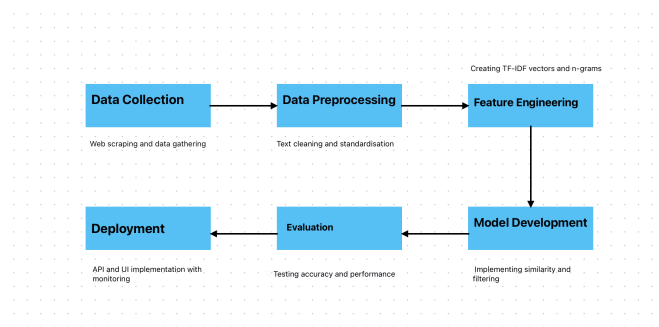 Creating TF-IDF vectors and n-grams
Data Collection
Data Preprocessing
Feature Engineering
Web scraping and data gathering
Text cleaning and standardisation
Deployment
Evaluation
Model Development
API and UI implementation with
monitoring
Testing accuracy and performance
Implementing similarity and
filtering